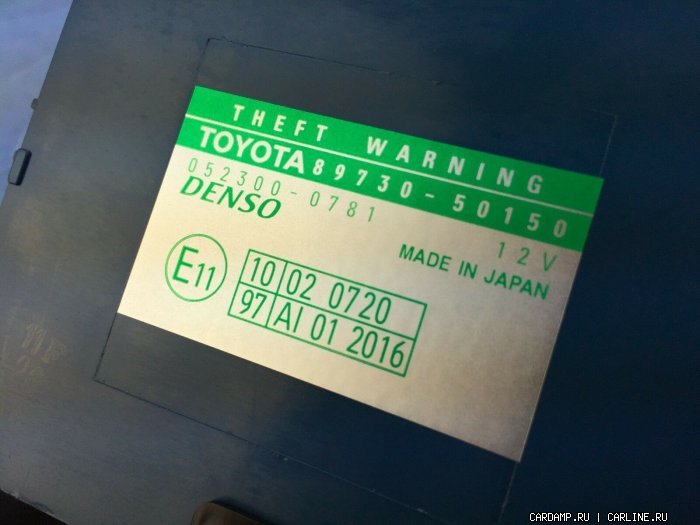 THEFT WARNING
TOYOTA 89730-50150
052300-0781 12V
DENSO
MADE IN JAPAN
E11
10 02 0720
97 AI 01 2016
CARDAMP.RU | CARLINE.RU